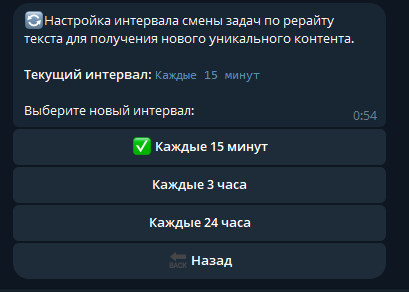 🔄Настройка интервала смены задач по рерайту
текста для получения нового уникального контента.
Текущий интервал: Каждые 15 минут
Выберите новый интервал:
0:54
✅ Каждые 15 минут
Каждые 3 часа
Каждые 24 часа
🔙 Назад